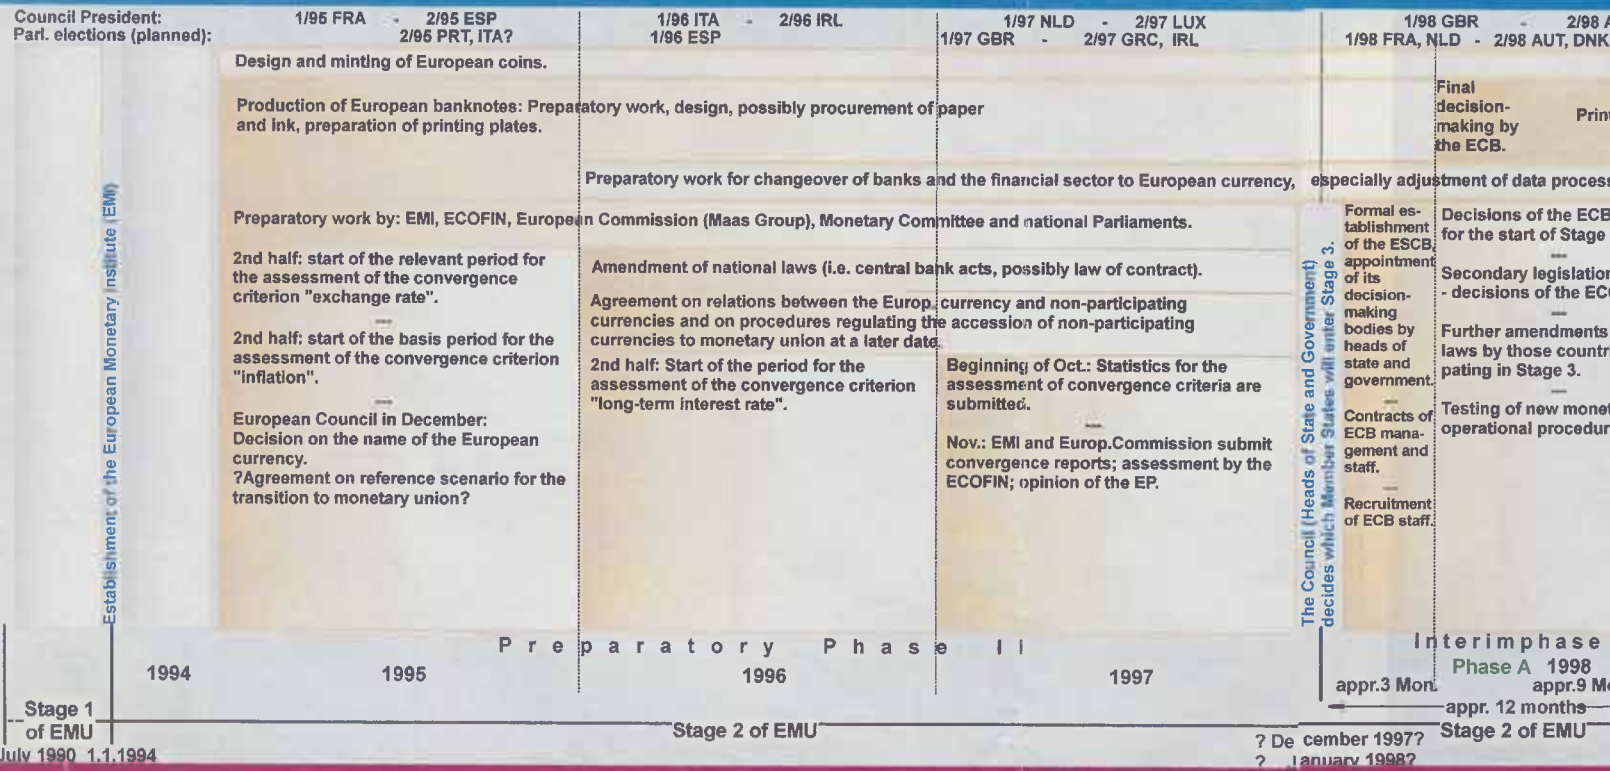 Council President:
1/95 FRA - 2/95 ESP
1/96 ITA - 2/96 IRL
1/97 NLD - 2/97 LUX
1/98 GBR - 2/98 A
Parl. elections (planned):
2/95 PRT, ITA?
1/96 ESP
1/97 GBR - 2/97 GRC, IRL
1/98 FRA, NLD - 2/98 AUT, DNK
Design and minting of European coins.
Production of European banknotes: Preparatory work, design, possibly procurement of paper
and ink, preparation of printing plates.
Final
decision-
making by
the ECB.
Print
Preparatory work for changeover of banks and the financial sector to European currency, especially adjustment of data process
Preparatory work by: EMI, ECOFIN, European Commission (Maas Group), Monetary Committee and national Parliaments.
Establishment of the European Monetary Institute (EMI)
2nd half: start of the relevant period for
the assessment of the convergence
criterion "exchange rate".
---
2nd half: start of the basis period for the
assessment of the convergence criterion
"inflation".
---
European Council in December:
Decision on the name of the European
currency.
?Agreement on reference scenario for the
transition to monetary union?
Amendment of national laws (i.e. central bank acts, possibly law of contract).
Agreement on relations between the Europ. currency and non-participating
currencies and on procedures regulating the accession of non-participating
currencies to monetary union at a later date.
2nd half: Start of the period for the
assessment of the convergence criterion
"long-term interest rate".
Beginning of Oct.: Statistics for the
assessment of convergence criteria are
submitted.
---
Nov.: EMI and Europ.Commission submit
convergence reports; assessment by the
ECOFIN; opinion of the EP.
The Council (Heads of State and Government)
decides which Member States will enter Stage 3.
Formal es-
tablishment
of the ESCB,
appointment
of its
decision-
making
bodies by
heads of
state and
government.
---
Contracts of
ECB mana-
gement and
staff.
---
Recruitment
of ECB staff.
Decisions of the ECB
for the start of Stage
---
Secondary legislation
- decisions of the EC
---
Further amendments
laws by those countri
pating in Stage 3.
---
Testing of new monet
operational procedur
Preparatory Phase II
Interimphase
1994
1995
1996
1997
Phase A 1998
appr.3 Mon.
appr.9 Mo
appr. 12 months
Stage 1
of EMU
Stage 2 of EMU
Stage 2 of EMU
July 1990 1.1.1994
? December 1997?
? January 1998?